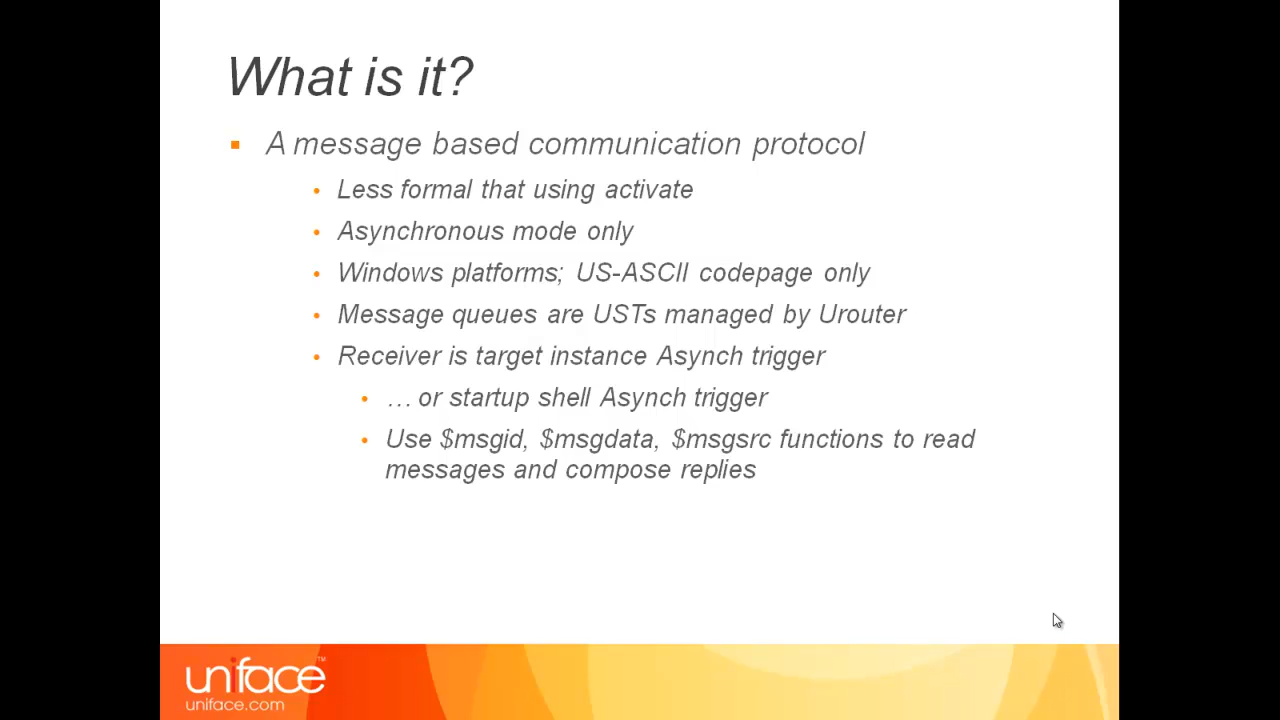 What is it?
A message based communication protocol
Less formal that using activate
Asynchronous mode only
Windows platforms; US-ASCII codepage only
Message queues are USTs managed by Urouter
Receiver is target instance Asynch trigger
… or startup shell Asynch trigger
Use $msgid, $msgdata, $msgsrc functions to read
messages and compose replies
uniface™
uniface.com